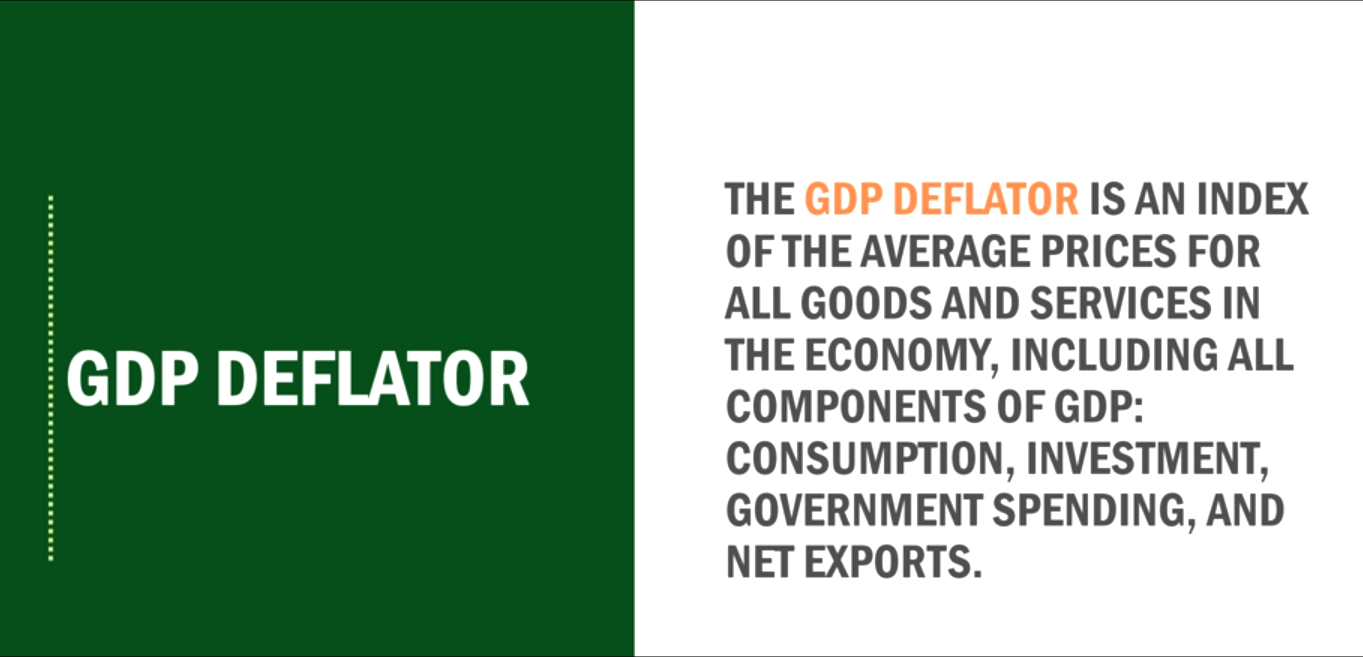 GDP DEFLATOR
THE GDP DEFLATOR IS AN INDEX
OF THE AVERAGE PRICES FOR
ALL GOODS AND SERVICES IN
THE ECONOMY, INCLUDING ALL
COMPONENTS OF GDP:
CONSUMPTION, INVESTMENT,
GOVERNMENT SPENDING, AND
NET EXPORTS.